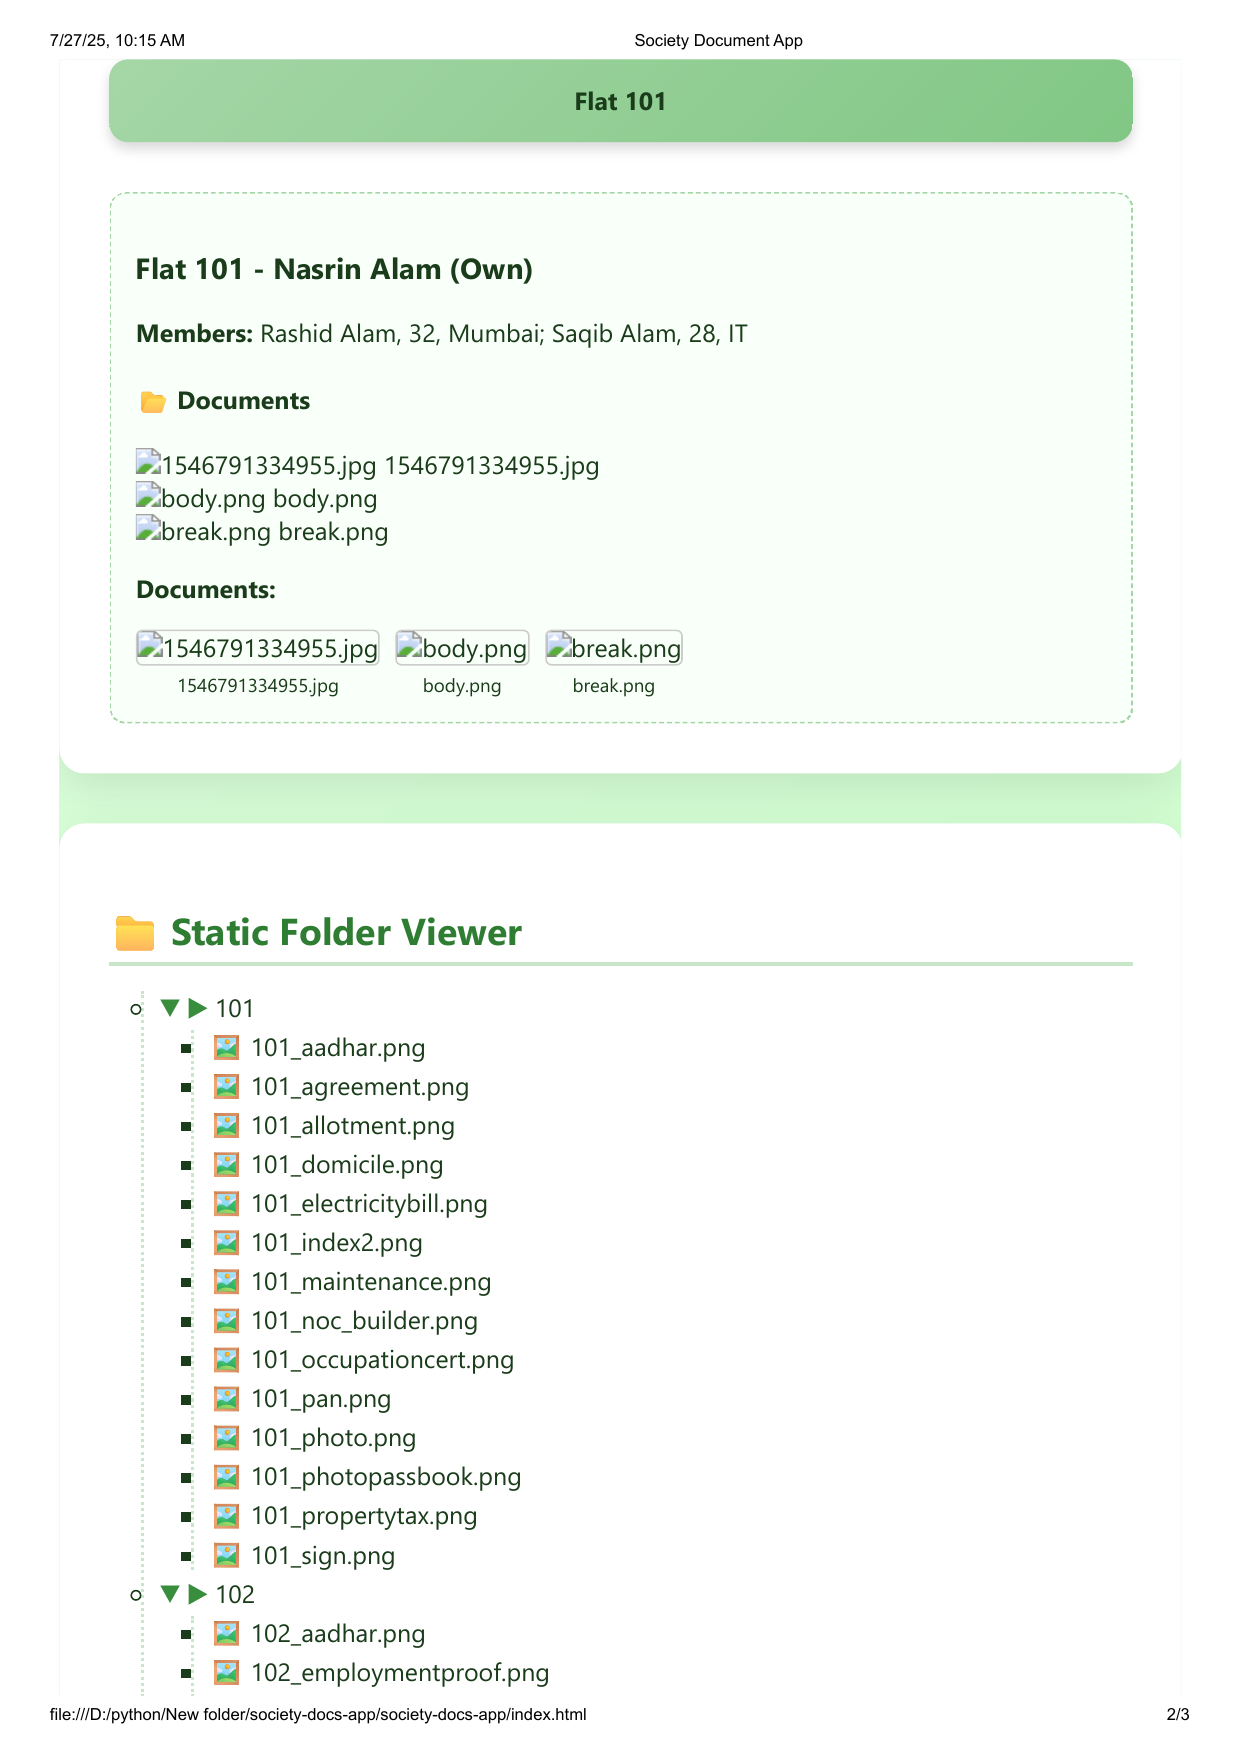 7/27/25, 10:15 AM Society Document App
Flat 101
Flat 101 - Nasrin Alam (Own)
Members: Rashid Alam, 32, Mumbai; Saqib Alam, 28, IT
Documents
1546791334955.jpg 1546791334955.jpg
body.png body.png
break.png break.png
Documents:
1546791334955.jpg body.png break.png
1546791334955.jpg body.png break.png
Static Folder Viewer
101
101_aadhar.png
101_agreement.png
101_allotment.png
101_domicile.png
101_electricitybill.png
101_index2.png
101_maintenance.png
101_noc_builder.png
101_occupationcert.png
101_pan.png
101_photo.png
101_photopassbook.png
101_propertytax.png
101_sign.png
102
102_aadhar.png
102_employmentproof.png
file:///D:/python/New folder/society-docs-app/society-docs-app/index.html 2/3